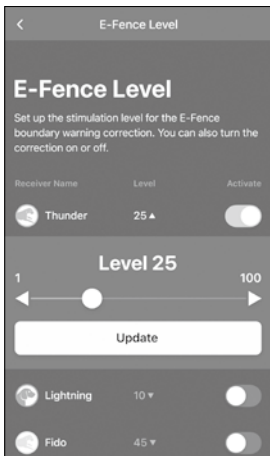 E-Fence Level
E-Fence Level
Set up the stimulation level for the E-Fence
boundary warning correction. You can also turn the
correction on or off.
Receiver Name Level Activate
Thunder 25 ▲
Level 25
1 100
Update
Lightning 10 ▼
Fido 45 ▼